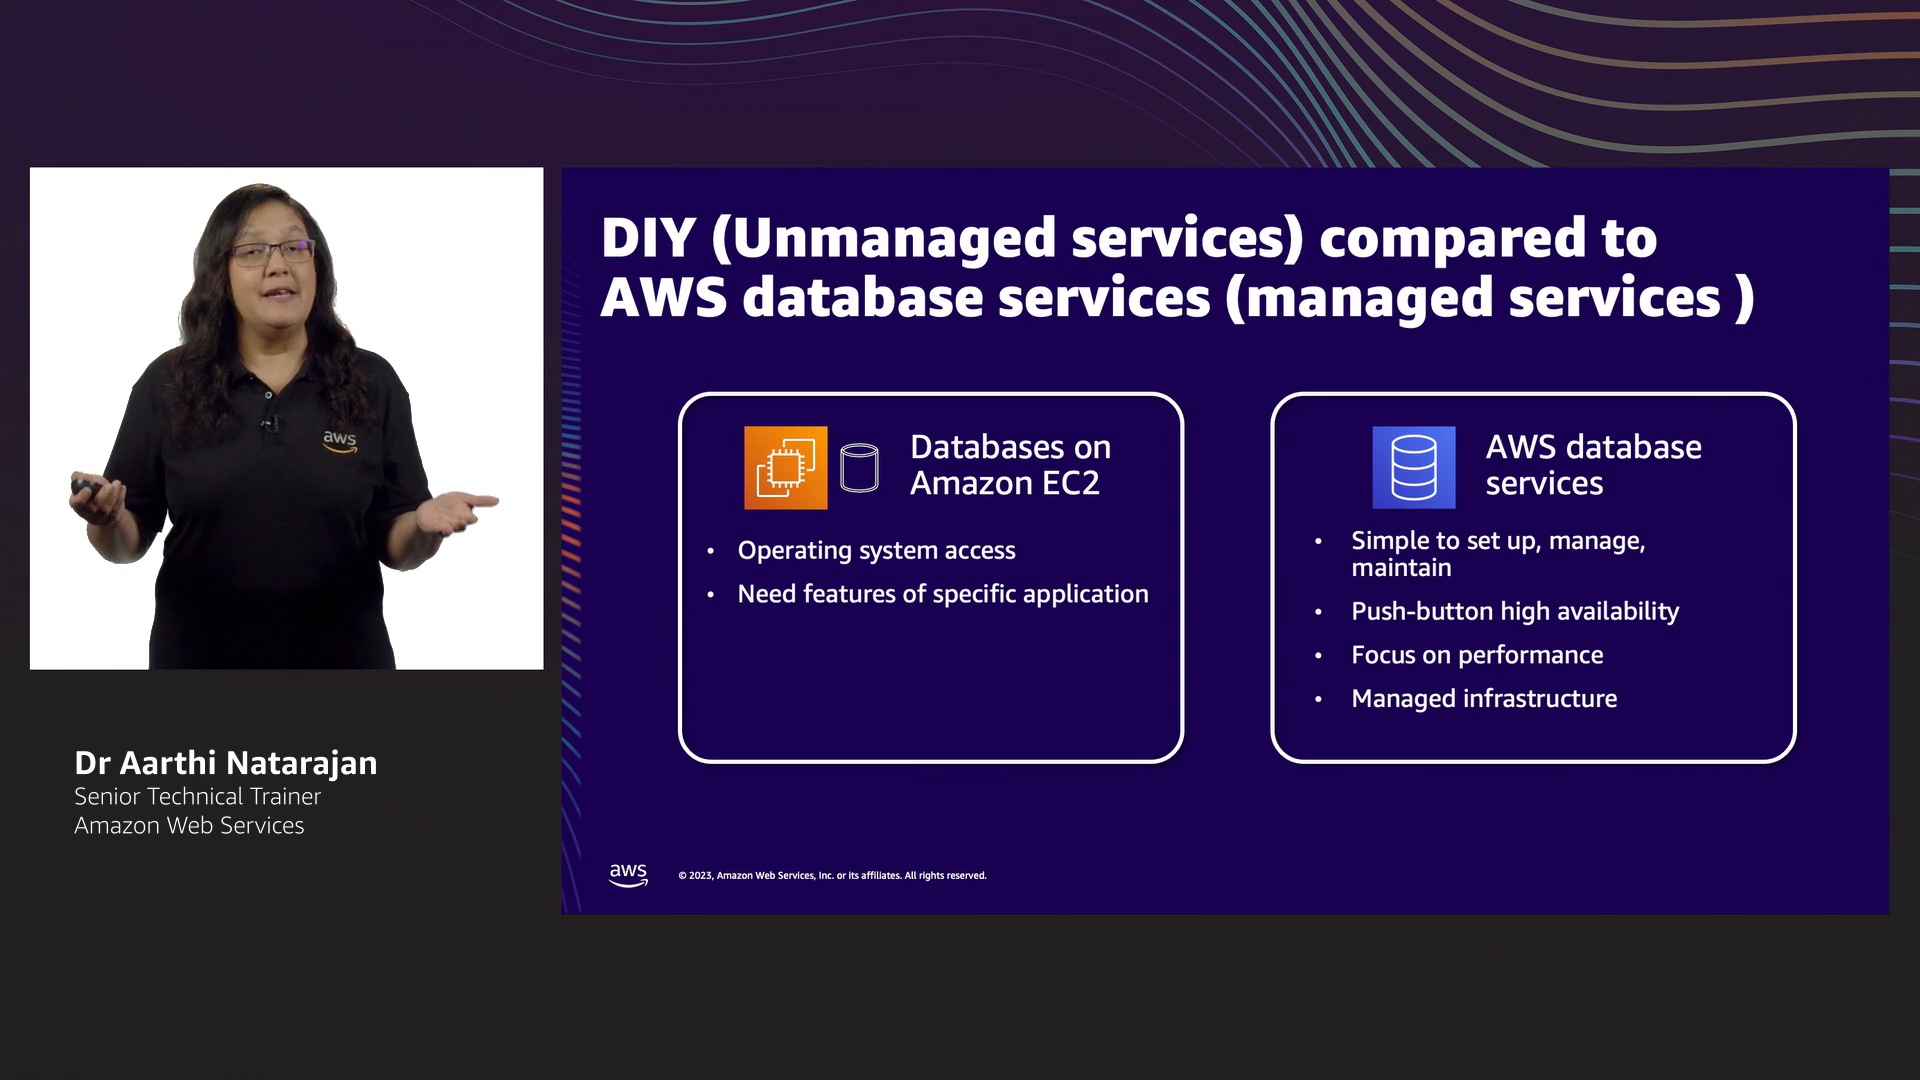 DIY (Unmanaged services) compared to
AWS database services (managed services )
aws
Databases on
Amazon EC2
• Operating system access
• Need features of specific application
AWS database
services
• Simple to set up, manage,
maintain
• Push-button high availability
• Focus on performance
• Managed infrastructure
Dr Aarthi Natarajan
Senior Technical Trainer
Amazon Web Services
aws
© 2023, Amazon Web Services, Inc. or its affiliates. All rights reserved.